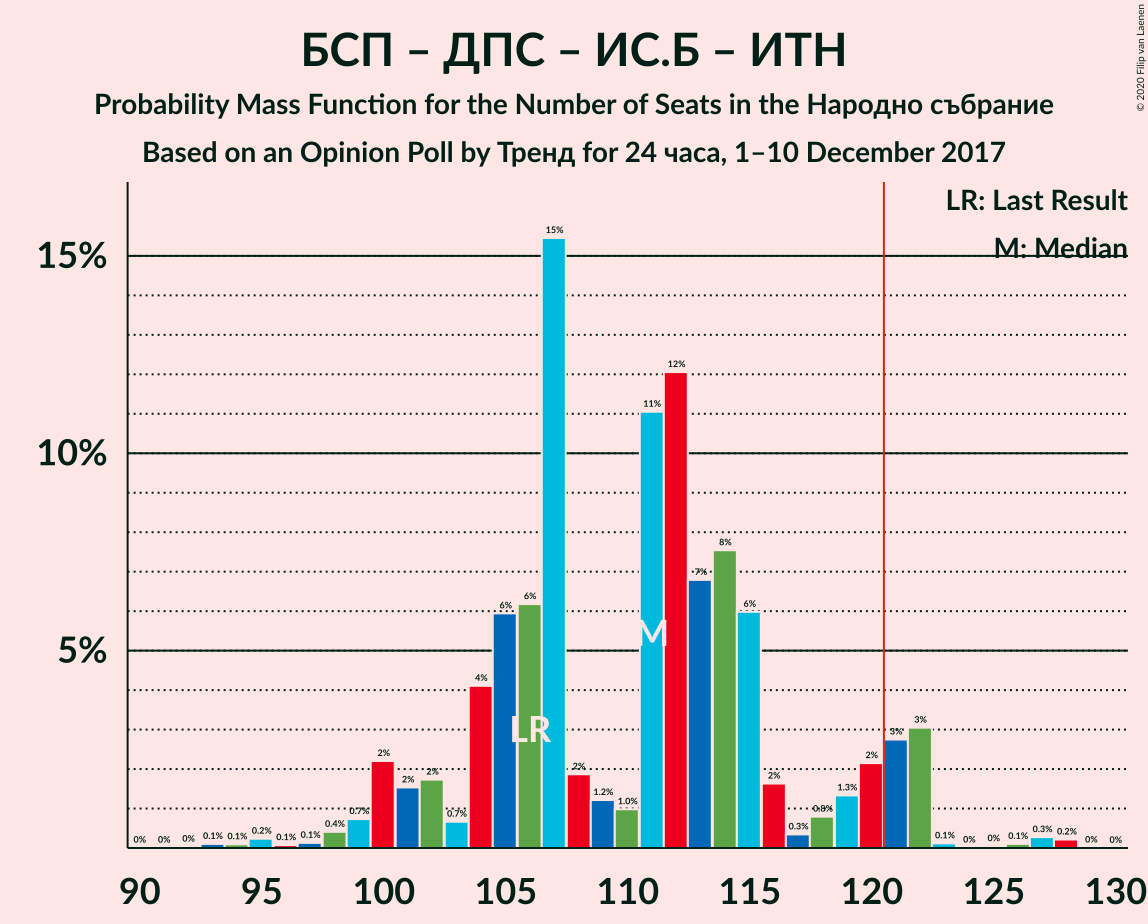 БСП – ДПС – ИС.Б – ИТН
Probability Mass Function for the Number of Seats in the Народно събрание
Based on an Opinion Poll by Тренд for 24 часа, 1–10 December 2017
© 2020 Filip van Laenen
LR: Last Result
M: Median
15%
10%
5%
0% 0% 0% 0.1% 0.1% 0.2% 0.1% 0.1% 0.4% 0.7% 2% 2% 2% 0.7% 4% 6% 6% 15% 2% 1.2% 1.0% 11% 12% 7% 8% 6% 2% 0.3% 0.8% 1.3% 2% 3% 3% 0.1% 0% 0% 0.1% 0.3% 0.2% 0% 0%
LR
M
90 95 100 105 110 115 120 125 130